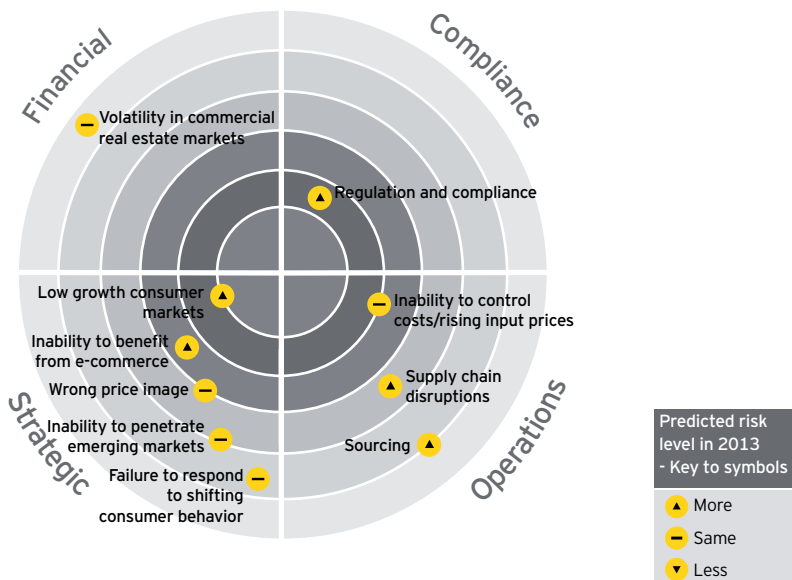 Financial
Compliance
Volatility in commercial
real estate markets
Regulation and compliance
Low growth consumer
markets
Inability to control
costs/rising input prices
Inability to benefit
from e-commerce
Supply chain
disruptions
Wrong price image
Inability to penetrate
emerging markets
Sourcing
Failure to respond
to shifting
consumer behavior
Strategic
Operations
Predicted risk
level in 2013
- Key to symbols
More
Same
Less